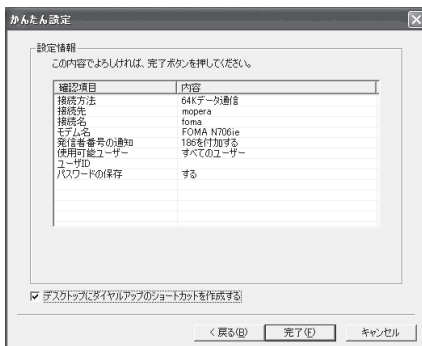 かんたん設定
設定情報
この内容でよろしければ、完了ボタンを押してください。
確認項目 内容
接続方法 64Kデータ通信
接続先 mopera
接続名 foma
モデム名 FOMA N706ie
発信者番号の通知 186を付加する
使用可能ユーザー すべてのユーザー
ユーザID
パスワードの保存 する
デスクトップにダイヤルアップのショートカットを作成する
< 戻る(B) 完了(F) キャンセル